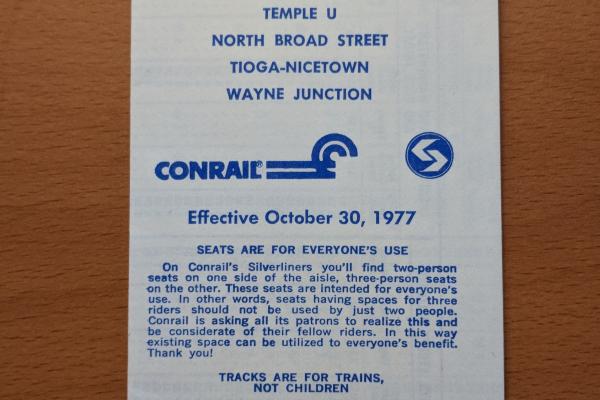 TEMPLE U
NORTH BROAD STREET
TIOGA-NICETOWN
WAYNE JUNCTION
CONRAIL®
Effective October 30, 1977
SEATS ARE FOR EVERYONE'S USE
On Conrail's Silverliners you'll find two-person
seats on one side of the aisle, three-person seats
on the other. These seats are intended for everyone's
use. In other words, seats having spaces for three
riders should not be used by just two people.
Conrail is asking all its patrons to realize this and
be considerate of their fellow riders. In this way
existing space can be utilized to everyone's benefit.
Thank you!
TRACKS ARE FOR TRAINS,
NOT CHILDREN